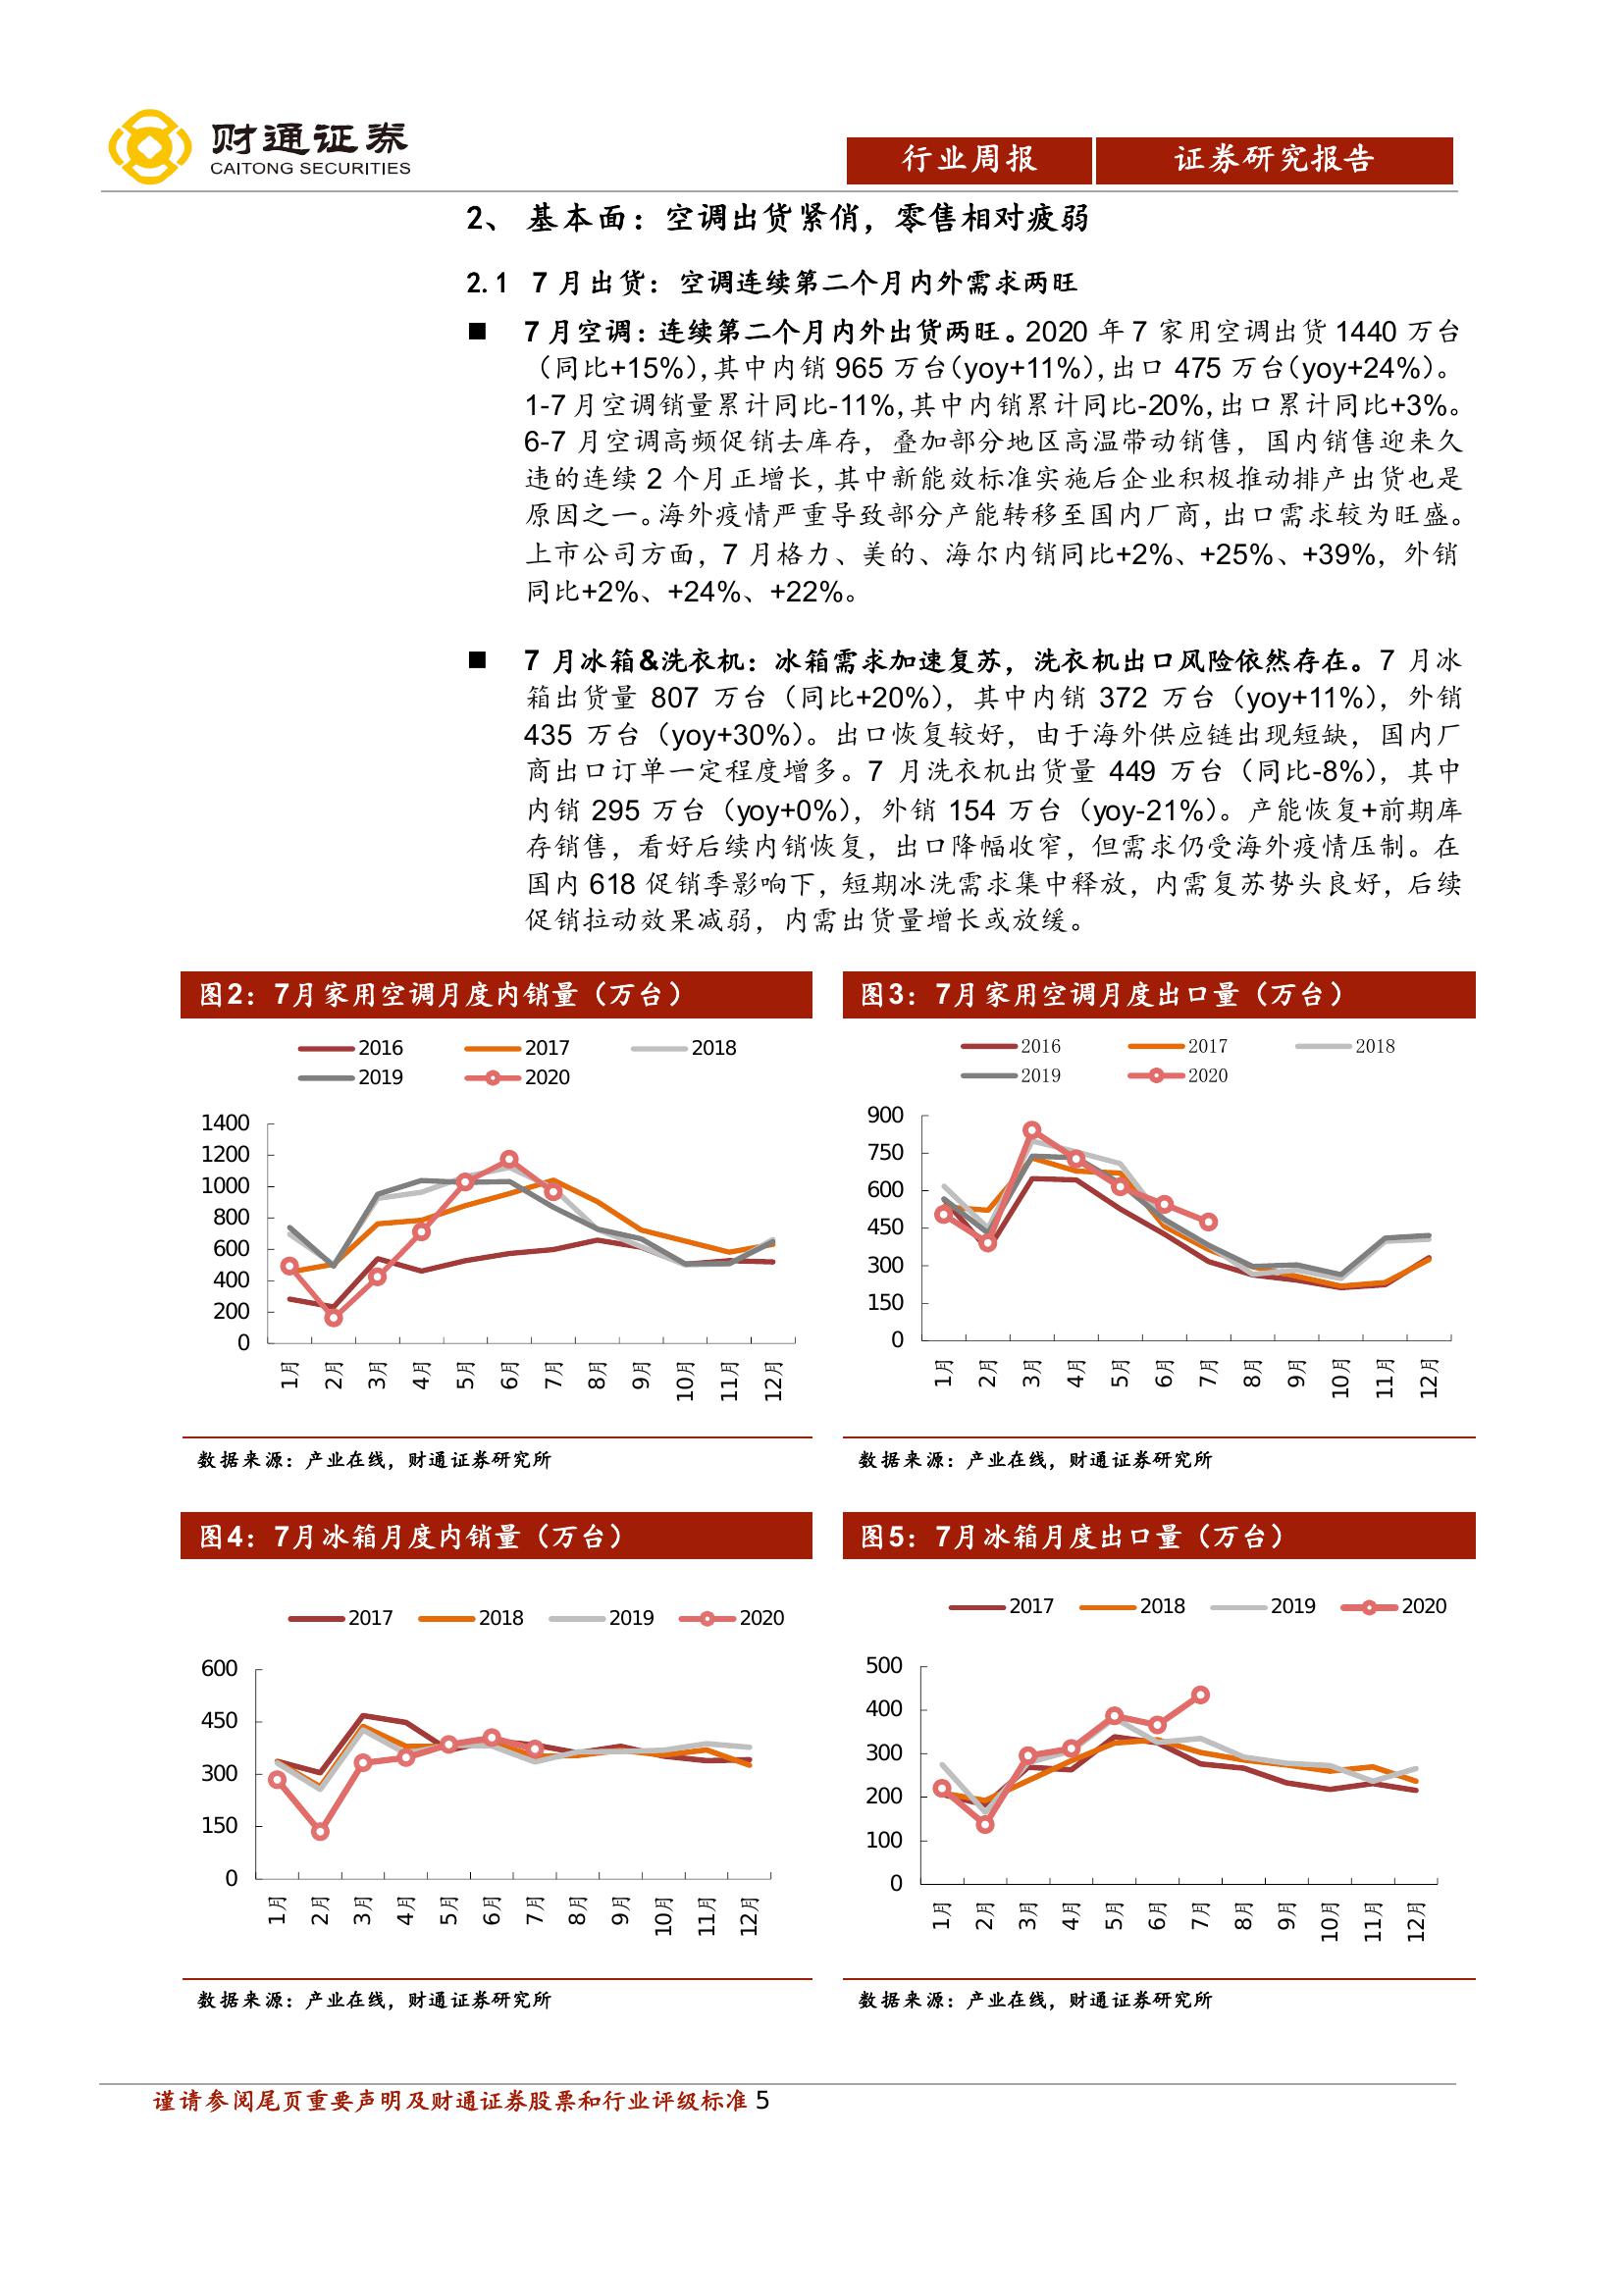 财通证券
CAITONG SECURITIES
行业周报 证券研究报告
2、 基本面：空调出货紧俏，零售相对疲弱
2.1 7月出货：空调连续第二个月内外需求两旺
■ 7月空调：连续第二个月内外出货两旺。2020 年 7 家用空调出货 1440 万台
（同比+15%），其中内销 965 万台（yoy+11%），出口 475 万台（yoy+24%）。
1-7 月空调销量累计同比-11%，其中内销累计同比-20%，出口累计同比+3%。
6-7 月空调高频促销去库存，叠加部分地区高温带动销售，国内销售迎来久
违的连续 2 个月正增长，其中新能效标准实施后企业积极推动排产出货也是
原因之一。海外疫情严重导致部分产能转移至国内厂商，出口需求较为旺盛。
上市公司方面，7 月格力、美的、海尔内销同比+2%、+25%、+39%，外销
同比+2%、+24%、+22%。
■ 7 月冰箱&洗衣机：冰箱需求加速复苏，洗衣机出口风险依然存在。7 月冰
箱出货量 807 万台（同比+20%），其中内销 372 万台（yoy+11%），外销
435 万台（yoy+30%）。出口恢复较好，由于海外供应链出现短缺，国内厂
商出口订单一定程度增多。7 月洗衣机出货量 449 万台（同比-8%），其中
内销 295 万台（yoy+0%），外销 154 万台（yoy-21%）。产能恢复+前期库
存销售，看好后续内销恢复，出口降幅收窄，但需求仍受海外疫情压制。在
国内 618 促销季影响下，短期冰洗需求集中释放，内需复苏势头良好，后续
促销拉动效果减弱，内需出货量增长或放缓。
图2：7月家用空调月度内销量（万台）
2016 2017 2018
2019 2020
1400
1200
1000
800
600
400
200
0
1月 2月 3月 4月 5月 6月 7月 8月 9月 10月 11月 12月
数据来源：产业在线，财通证券研究所
图3：7月家用空调月度出口量（万台）
2016 2017 2018
2019 2020
900
750
600
450
300
150
0
1月 2月 3月 4月 5月 6月 7月 8月 9月 10月 11月 12月
数据来源：产业在线，财通证券研究所
图4：7月冰箱月度内销量（万台）
2017 2018 2019 2020
600
450
300
150
0
1月 2月 3月 4月 5月 6月 7月 8月 9月 10月 11月 12月
数据来源：产业在线，财通证券研究所
图5：7月冰箱月度出口量（万台）
2017 2018 2019 2020
500
400
300
200
100
0
1月 2月 3月 4月 5月 6月 7月 8月 9月 10月 11月 12月
数据来源：产业在线，财通证券研究所
谨请参阅尾页重要声明及财通证券股票和行业评级标准 5